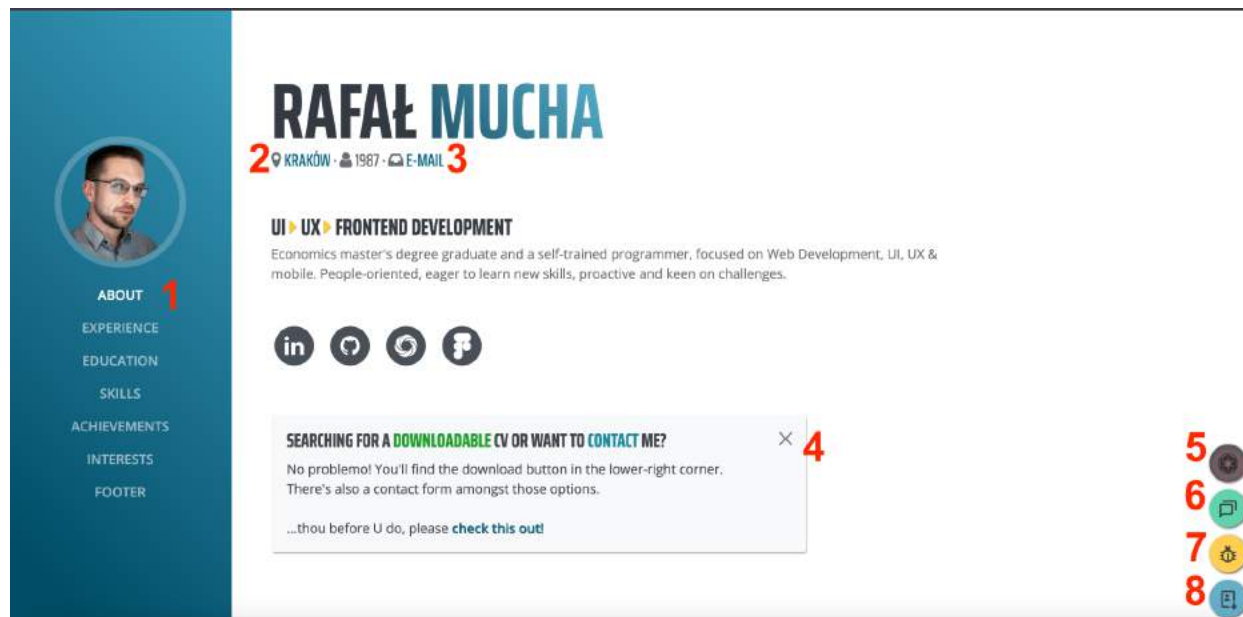 RAFAŁ MUCHA
2 KRAKÓW · 1987 · E-MAIL 3
UI UX FRONTEND DEVELOPMENT
Economics master's degree graduate and a self-trained programmer, focused on Web Development, UI, UX &
mobile. People-oriented, eager to learn new skills, proactive and keen on challenges.
ABOUT 1
EXPERIENCE
EDUCATION
SKILLS
ACHIEVEMENTS
INTERESTS
FOOTER
in
SEARCHING FOR A DOWNLOADABLE CV OR WANT TO CONTACT ME? 4
No problemo! You'll find the download button in the lower-right corner.
There's also a contact form amongst those options.
...thou before U do, please check this out!
5
6
7
8